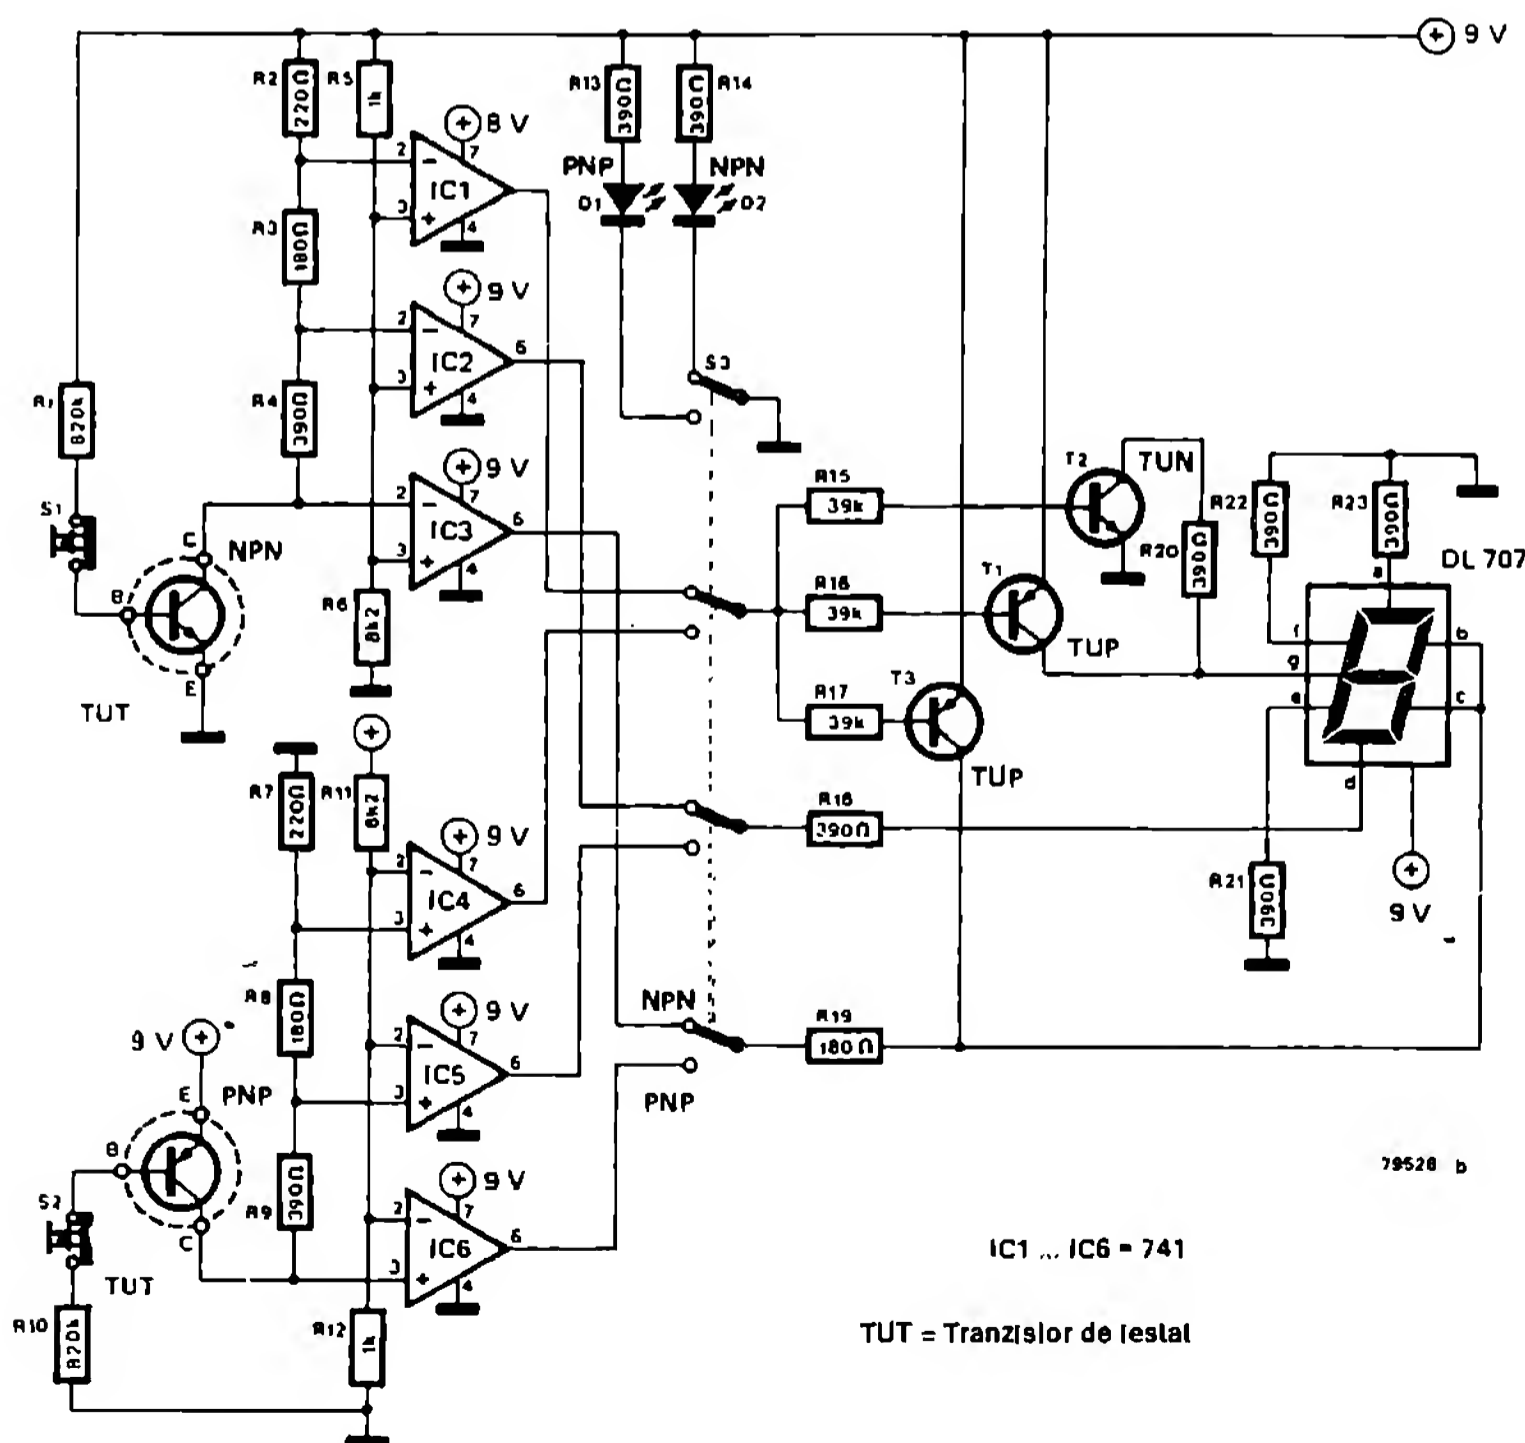 9 V
R2
220Ω
R5
1k
R13
390Ω
390Ω
R14
8 V
7
2
−
IC1
3
+
4
PNP
NPN
D1
D2
R3
180Ω
9 V
7
2
−
IC2
6
3
+
4
S3
R1
820k
R4
390Ω
9 V
7
2
−
IC3
6
3
+
4
S1
C
NPN
B
E
TUT
R6
8k2
R15
39k
T2
TUN
R20
390Ω
R22
390Ω
R23
390Ω
DL 707
R16
39k
T1
TUP
R17
39k
T3
TUP
a
f
b
g
e
c
d
9 V
R7
220Ω
R11
8k2
9 V
7
2
−
IC4
6
3
+
4
R18
390Ω
R21
390Ω
R8
180Ω
9 V
7
2
−
IC5
6
3
+
4
NPN
PNP
R19
180Ω
9 V
E
PNP
B
C
S2
TUT
R9
390Ω
9 V
7
2
−
IC6
6
3
+
4
R10
820k
R12
1k
79528 b
IC1 ... IC6 = 741
TUT = Tranzistor de testat